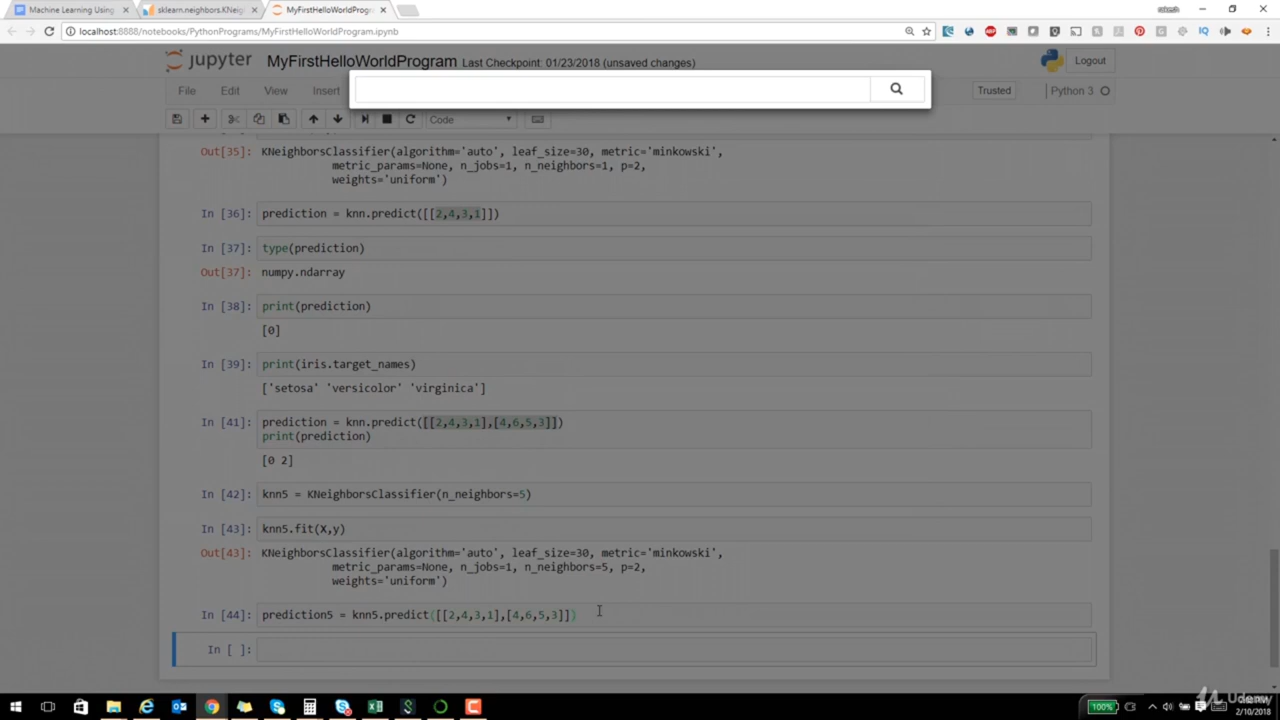 Machine Learning Using
sklearn.neighbors.KNei
MyFirstHelloWorldProgra
rakesh
localhost:8888/notebooks/PythonPrograms/MyFirstHelloWorldProgram.ipynb
jupyter MyFirstHelloWorldProgram Last Checkpoint: 01/23/2018 (unsaved changes)
Logout
File Edit View Insert
Trusted
Python 3
Code
Out[35]: KNeighborsClassifier(algorithm='auto', leaf_size=30, metric='minkowski',
metric_params=None, n_jobs=1, n_neighbors=1, p=2,
weights='uniform')
In [36]: prediction = knn.predict([[2,4,3,1]])
In [37]: type(prediction)
Out[37]: numpy.ndarray
In [38]: print(prediction)
[0]
In [39]: print(iris.target_names)
['setosa' 'versicolor' 'virginica']
In [41]: prediction = knn.predict([[2,4,3,1],[4,6,5,3]])
print(prediction)
[0 2]
In [42]: knn5 = KNeighborsClassifier(n_neighbors=5)
In [43]: knn5.fit(X,y)
Out[43]: KNeighborsClassifier(algorithm='auto', leaf_size=30, metric='minkowski',
metric_params=None, n_jobs=1, n_neighbors=5, p=2,
weights='uniform')
In [44]: prediction5 = knn5.predict([[2,4,3,1],[4,6,5,3]])
In [ ]:
100%
Udemy
2/10/2018